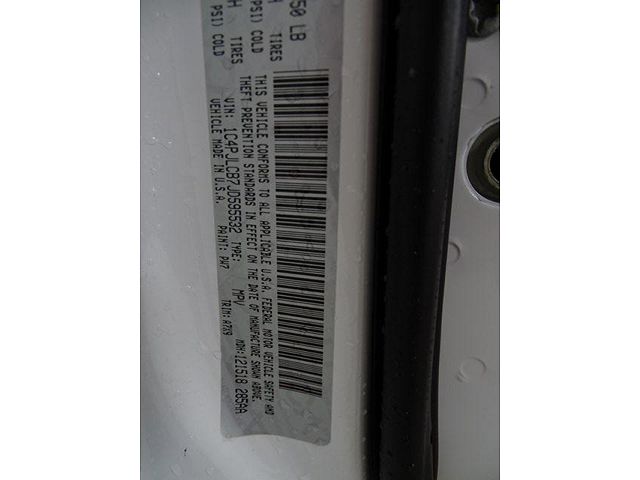 50 LB
H TIRES
PSI) COLD
H TIRES
PSI) COLD
THIS VEHICLE CONFORMS TO ALL APPLICABLE U.S.A. FEDERAL MOTOR VEHICLE SAFETY AND
THEFT PREVENTION STANDARDS IN EFFECT ON THE DATE OF MANUFACTURE SHOWN ABOVE.
VIN: 1C4PJLCB7JD595532 TYPE: MPV MDH: 121518 285AA
VEHICLE MADE IN U.S.A. PAINT: PW7 TRIM: A7X9